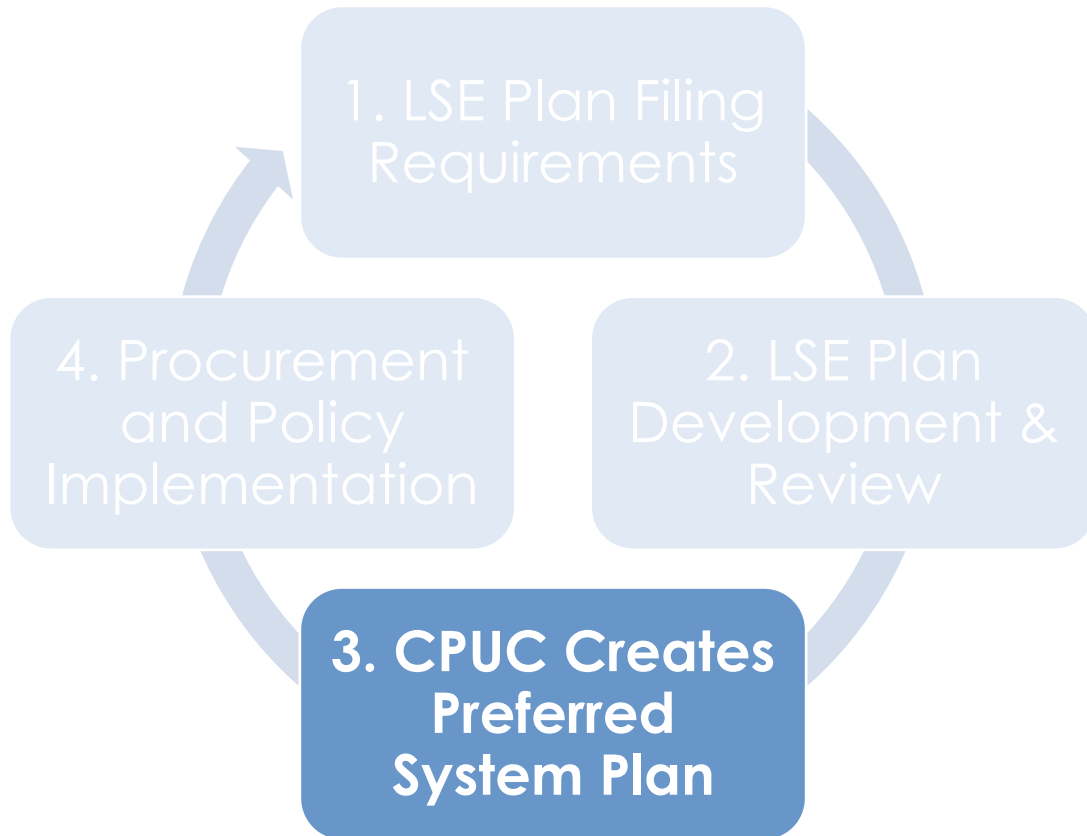 1. LSE Plan Filing
Requirements
4. Procurement
and Policy
Implementation
2. LSE Plan
Development &
Review
3. CPUC Creates
Preferred
System Plan